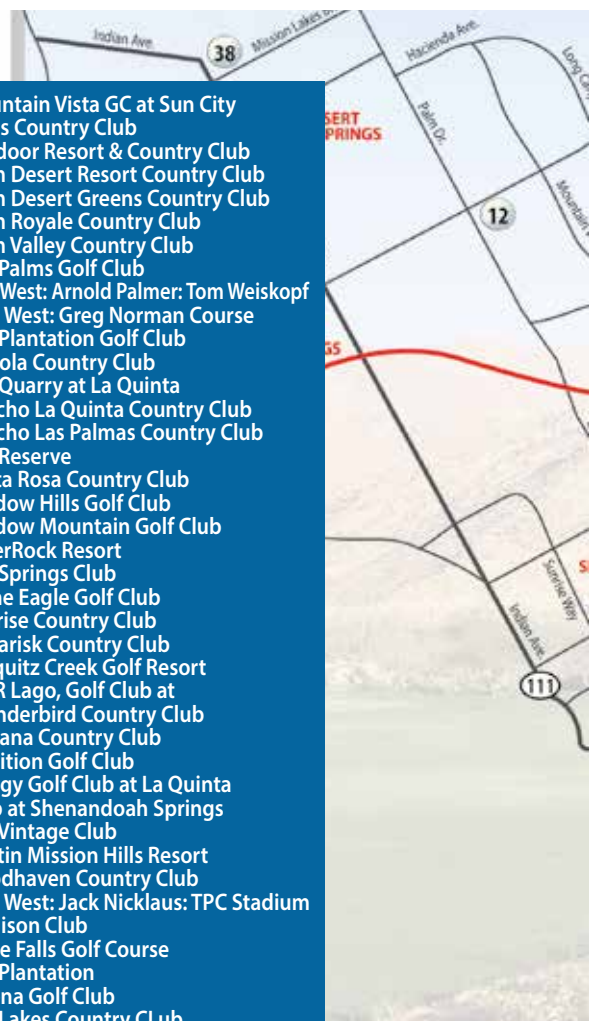 Indian Ave.
38
Mission Lakes B
Hacienda Ave.
Long Cany
untain Vista GC at Sun City
s Country Club
door Resort & Country Club
n Desert Resort Country Club
n Desert Greens Country Club
n Royale Country Club
n Valley Country Club
Palms Golf Club
West: Arnold Palmer: Tom Weiskopf
West: Greg Norman Course
Plantation Golf Club
ola Country Club
Quarry at La Quinta
cho La Quinta Country Club
cho Las Palmas Country Club
Reserve
ta Rosa Country Club
dow Hills Golf Club
dow Mountain Golf Club
erRock Resort
Springs Club
ne Eagle Golf Club
rise Country Club
arisk Country Club
quitz Creek Golf Resort
R Lago, Golf Club at
nderbird Country Club
ana Country Club
ition Golf Club
gy Golf Club at La Quinta
o at Shenandoah Springs
Vintage Club
tin Mission Hills Resort
odhaven Country Club
West: Jack Nicklaus: TPC Stadium
ison Club
e Falls Golf Course
Plantation
na Golf Club
Lakes Country CLub
SERT
PRINGS
Palm Dr.
12
Mountain
GS
Sunrise Way
S
Indian Ave.
111